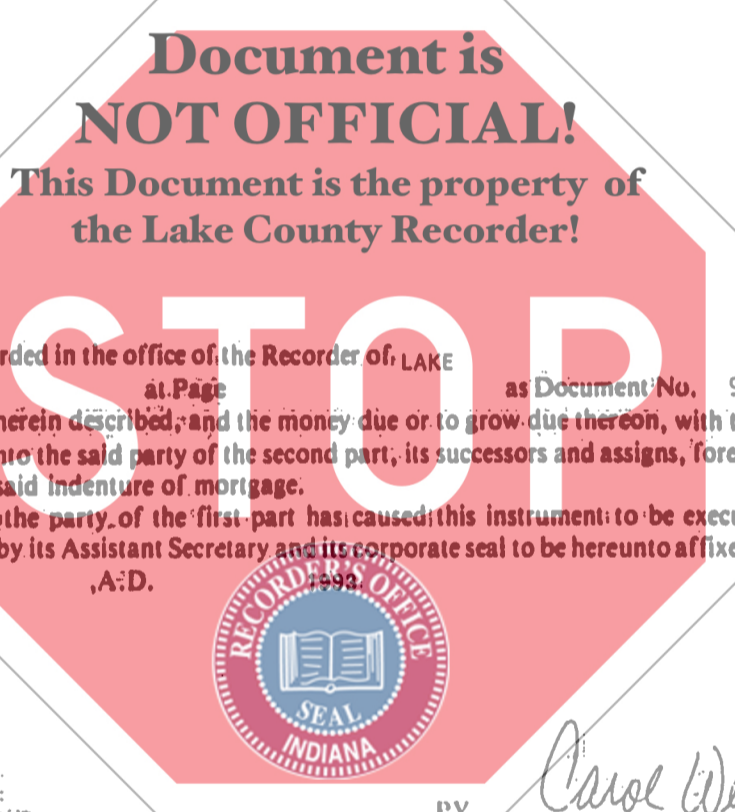 Document is
NOT OFFICIAL!
This Document is the property of
the Lake County Recorder!
STOP
rded in the office of the Recorder of LAKE
at Page as Document No. 9
herein described, and the money due or to grow due thereon, with t
nto the said party of the second part, its successors and assigns, fore
said indenture of mortgage.
the party of the first part has caused this instrument to be execu
by its Assistant Secretary and its corporate seal to be hereunto affixe
,A.D. 1992
RECORDER'S OFFICE
SEAL
INDIANA
BY Carol